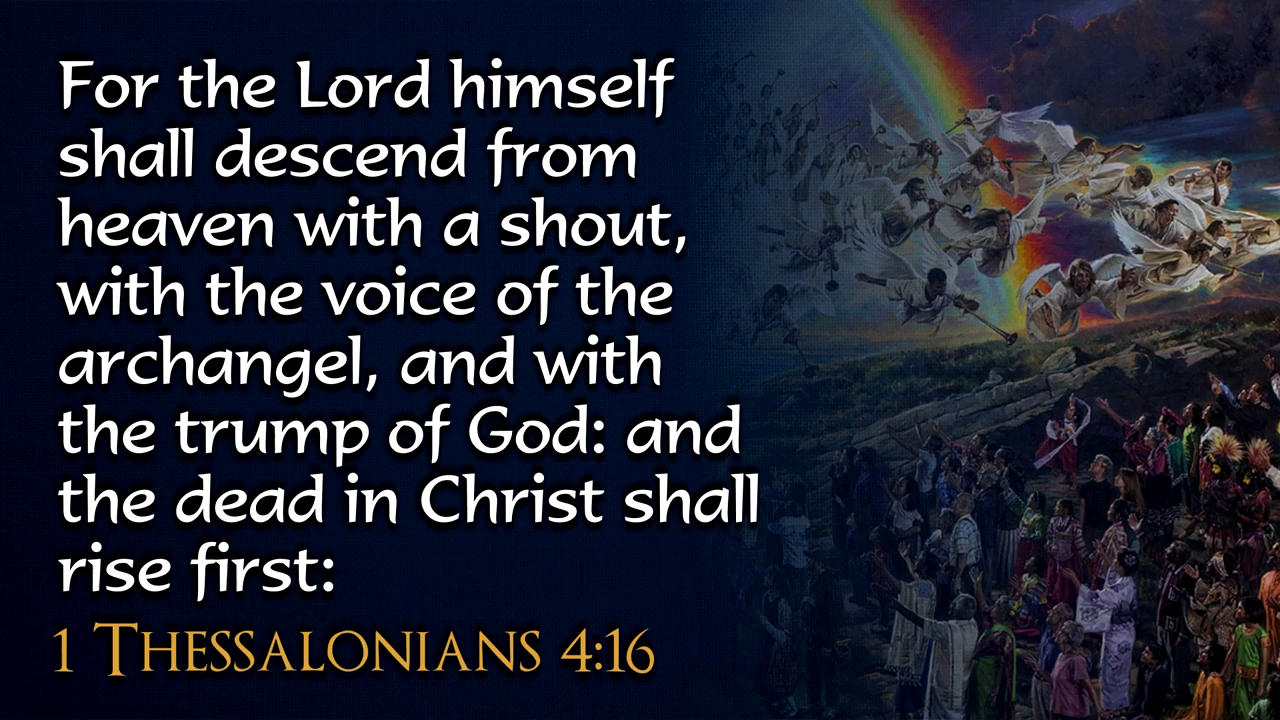 For the Lord himself
shall descend from
heaven with a shout,
with the voice of the
archangel, and with
the trump of God: and
the dead in Christ shall
rise first:
1 Thessalonians 4:16